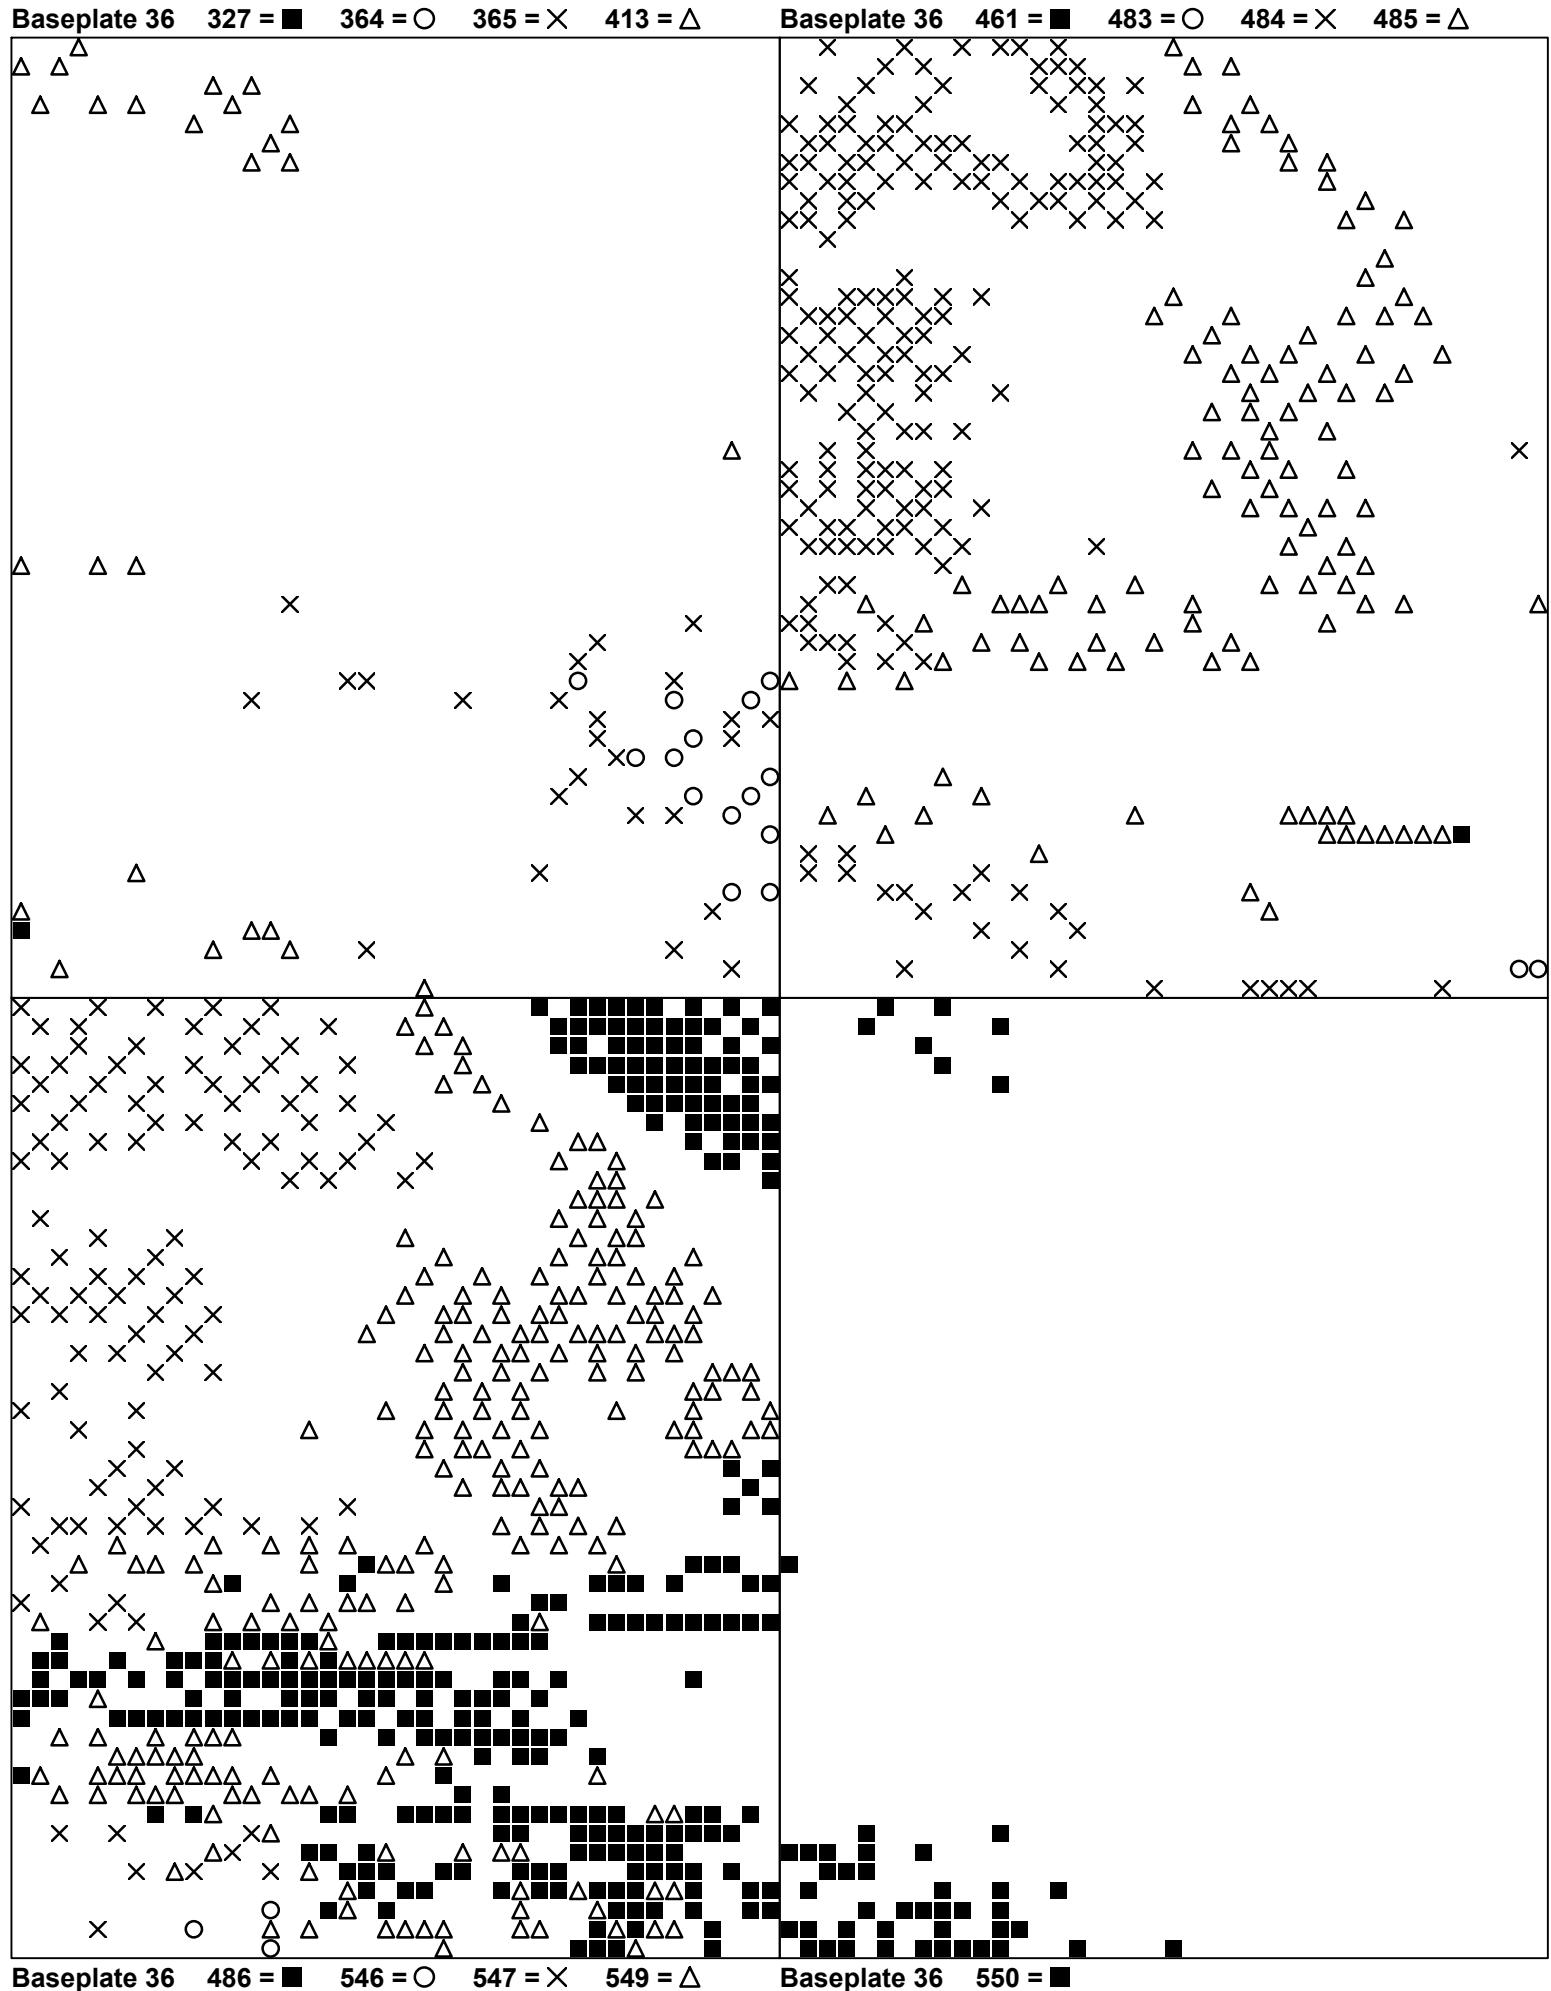 Baseplate 36 327 = ■ 364 = ○ 365 = × 413 = △
Baseplate 36 461 = ■ 483 = ○ 484 = × 485 = △
Baseplate 36 486 = ■ 546 = ○ 547 = × 549 = △
Baseplate 36 550 = ■